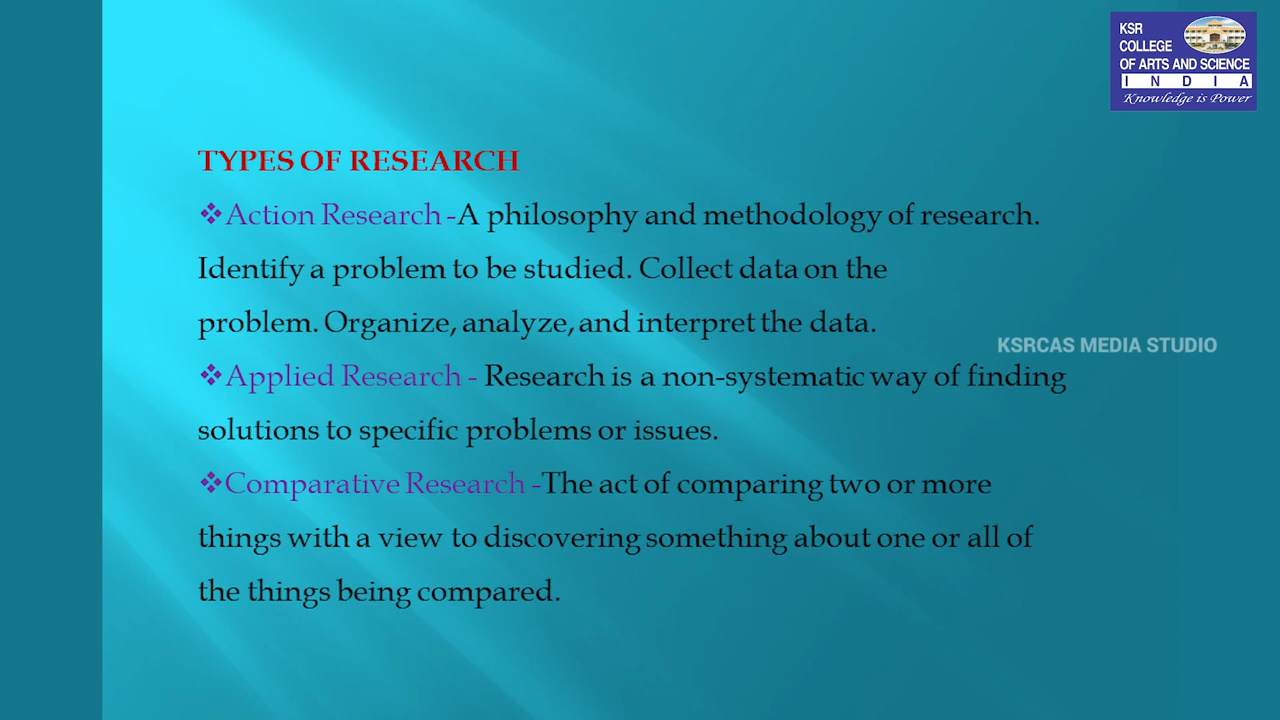 KSR
COLLEGE
OF ARTS AND SCIENCE
I N D I A
Knowledge is Power
TYPES OF RESEARCH
❖Action Research -A philosophy and methodology of research.
Identify a problem to be studied. Collect data on the
problem. Organize, analyze, and interpret the data.
KSRCAS MEDIA STUDIO
❖Applied Research - Research is a non-systematic way of finding
solutions to specific problems or issues.
❖Comparative Research -The act of comparing two or more
things with a view to discovering something about one or all of
the things being compared.